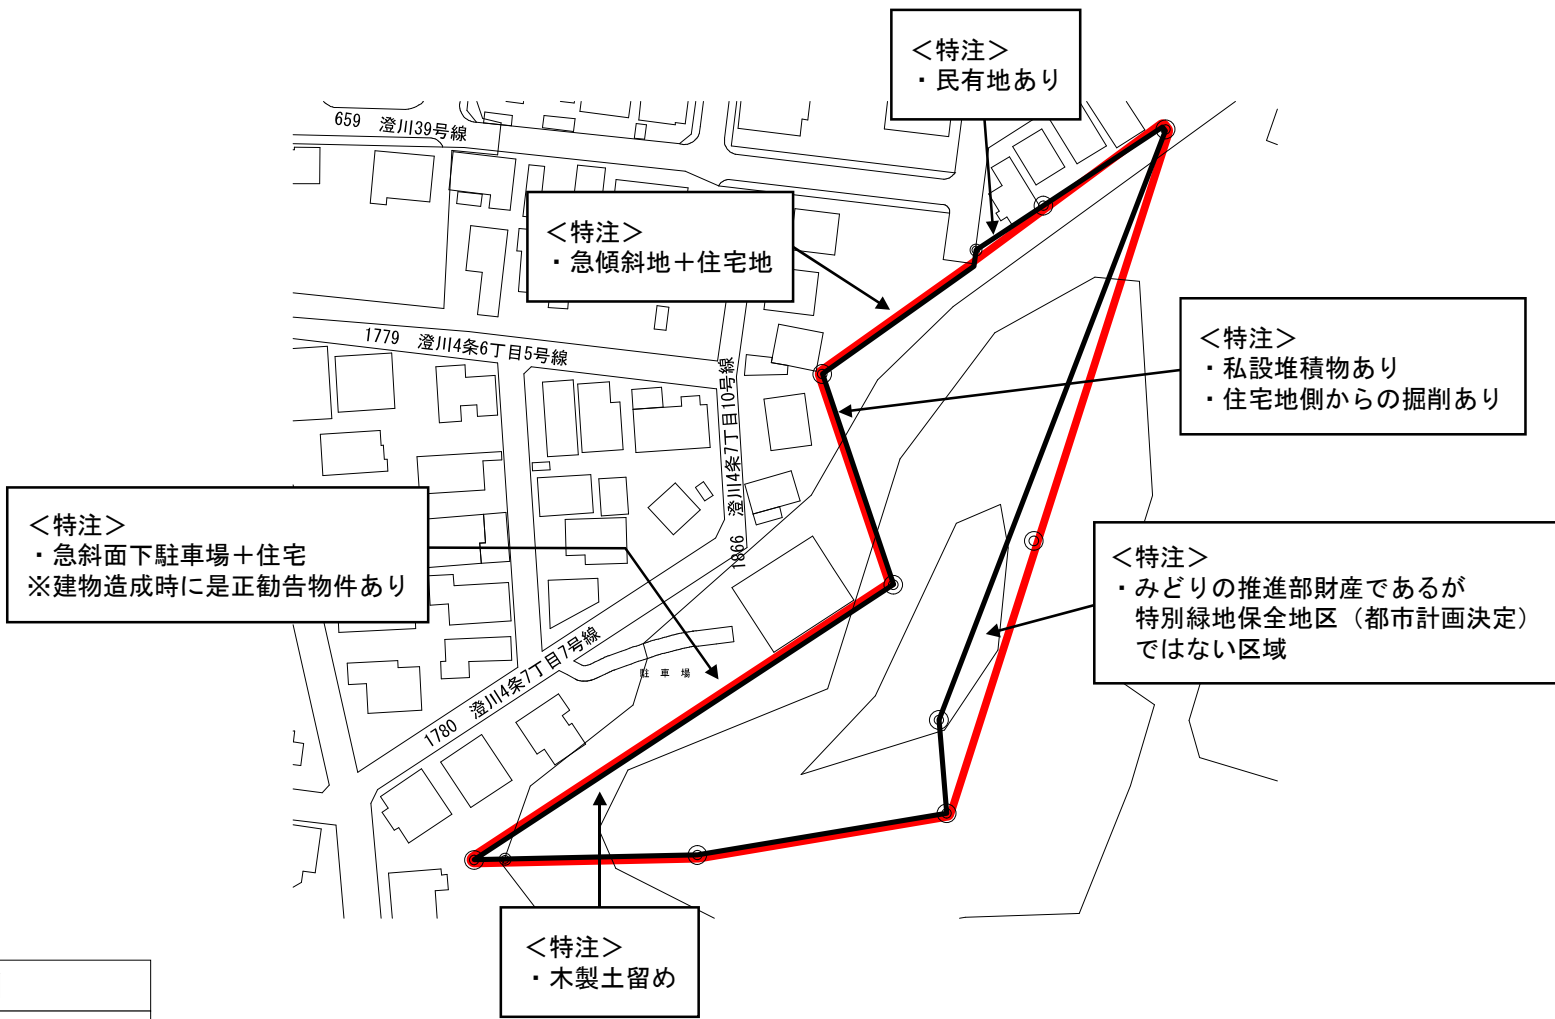 ＜特注＞
・民有地あり
659　澄川39号線
＜特注＞
・急傾斜地＋住宅地
＜特注＞
・私設堆積物あり
・住宅地側からの掘削あり
1779　澄川4条6丁目5号線
1866　澄川4条7丁目10号線
＜特注＞
・急斜面下駐車場＋住宅
※建物造成時に是正勧告物件あり
＜特注＞
・みどりの推進部財産であるが
特別緑地保全地区（都市計画決定）
ではない区域
1780　澄川4条7丁目7号線
駐車場
＜特注＞
・木製土留め